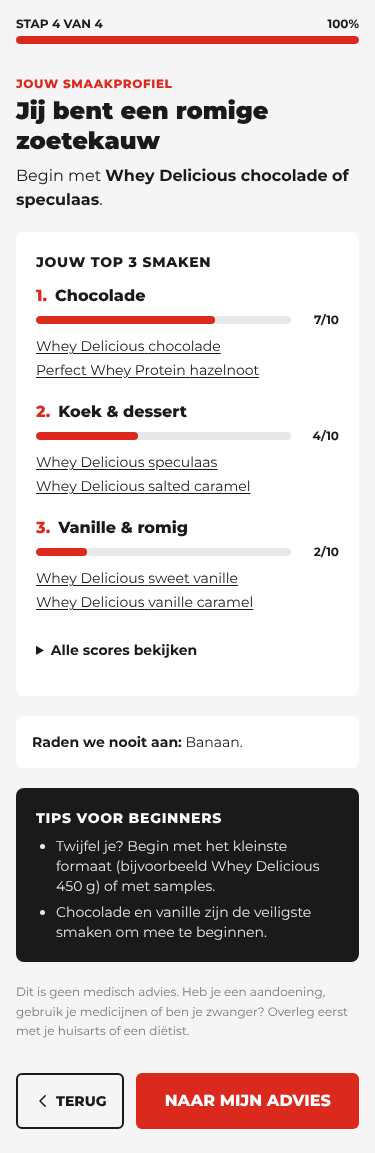 STAP 4 VAN 4 100%
JOUW SMAAKPROFIEL
Jij bent een romige
zoetekauw
Begin met Whey Delicious chocolade of
speculaas.
JOUW TOP 3 SMAKEN
1. Chocolade
7/10
Whey Delicious chocolade
Perfect Whey Protein hazelnoot
2. Koek & dessert
4/10
Whey Delicious speculaas
Whey Delicious salted caramel
3. Vanille & romig
2/10
Whey Delicious sweet vanille
Whey Delicious vanille caramel
Alle scores bekijken
Raden we nooit aan: Banaan.
TIPS VOOR BEGINNERS
Twijfel je? Begin met het kleinste
formaat (bijvoorbeeld Whey Delicious
450 g) of met samples.
Chocolade en vanille zijn de veiligste
smaken om mee te beginnen.
Dit is geen medisch advies. Heb je een aandoening,
gebruik je medicijnen of ben je zwanger? Overleg eerst
met je huisarts of een diëtist.
TERUG NAAR MIJN ADVIES